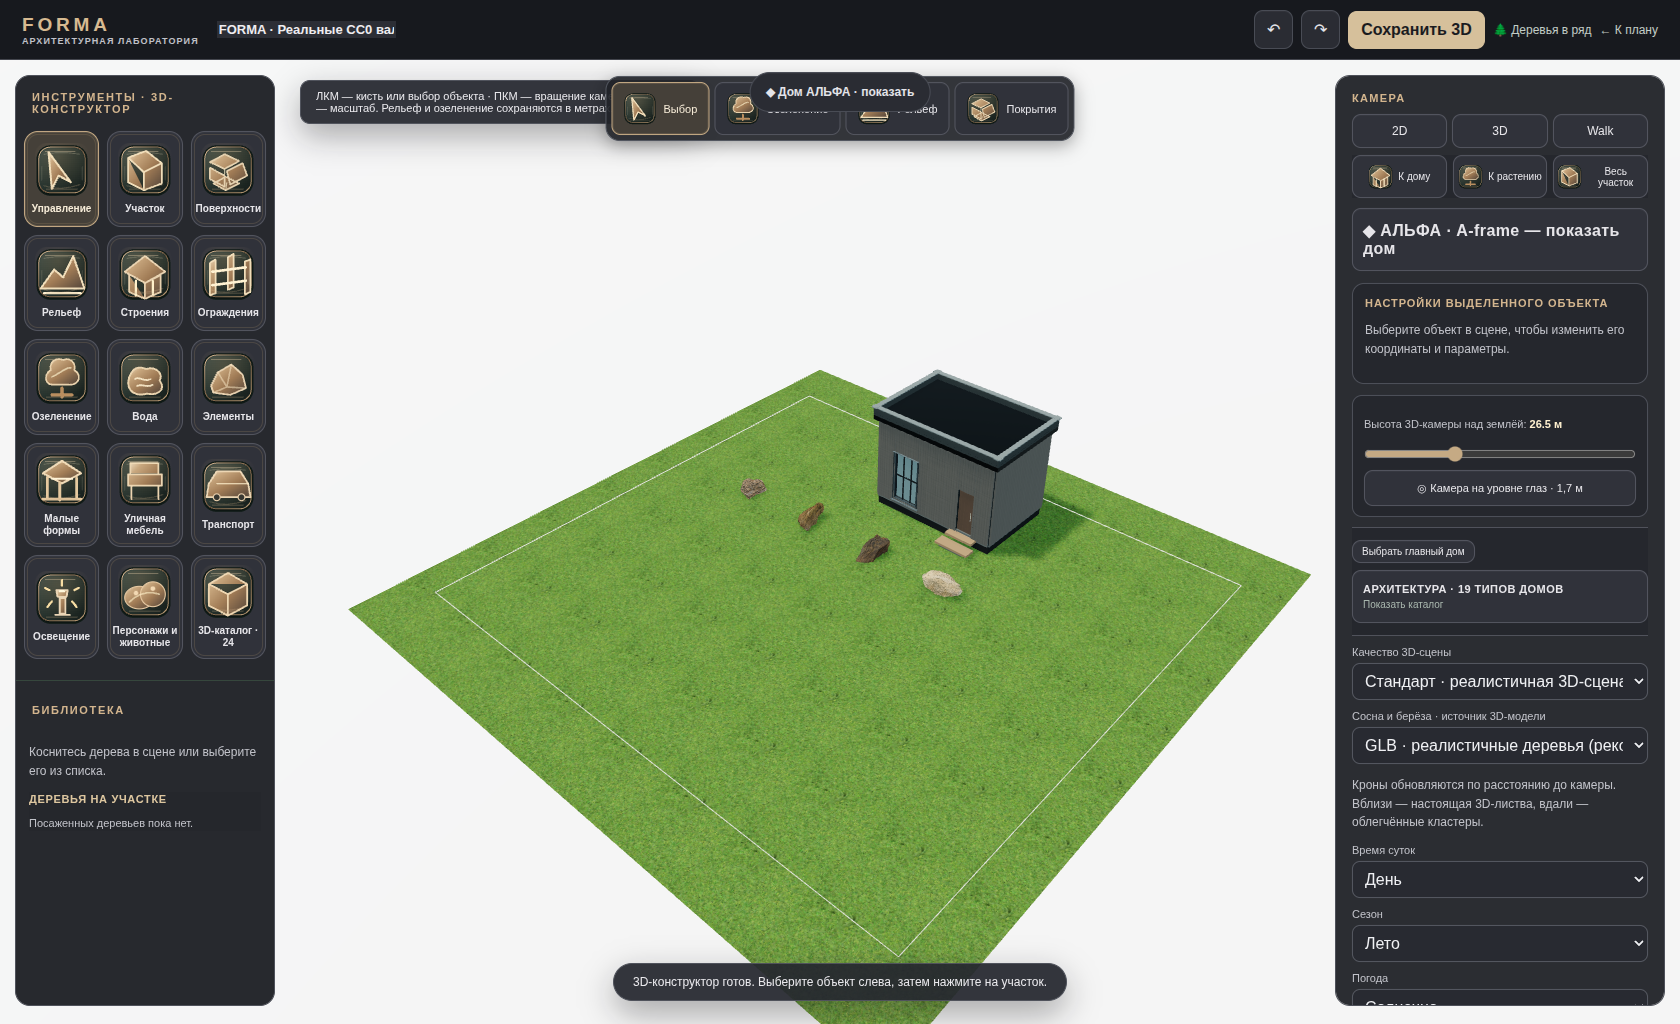 FORMA
АРХИТЕКТУРНАЯ ЛАБОРАТОРИЯ
FORMA · Реальные CC0 вал
↶
↷
Сохранить 3D
🌲 Деревья в ряд
← К плану
ИНСТРУМЕНТЫ · 3D-
КОНСТРУКТОР
Управление
Участок
Поверхности
Рельеф
Строения
Ограждения
Озеленение
Вода
Элементы
Малые
формы
Уличная
мебель
Транспорт
Освещение
Персонажи и
животные
3D-каталог ·
24
БИБЛИОТЕКА
Коснитесь дерева в сцене или выберите
его из списка.
ДЕРЕВЬЯ НА УЧАСТКЕ
Посаженных деревьев пока нет.
ЛКМ — кисть или выбор объекта · ПКМ — вращение кам
— масштаб. Рельеф и озеленение сохраняются в метра
Выбор
◆ Дом АЛЬФА · показать
Покрытия
3D-конструктор готов. Выберите объект слева, затем нажмите на участок.
КАМЕРА
2D
3D
Walk
К дому
К растению
Весь
участок
◆ АЛЬФА · A-frame — показать
дом
НАСТРОЙКИ ВЫДЕЛЕННОГО ОБЪЕКТА
Выберите объект в сцене, чтобы изменить его
координаты и параметры.
Высота 3D-камеры над землёй: 26.5 м
◎ Камера на уровне глаз · 1,7 м
Выбрать главный дом
АРХИТЕКТУРА · 19 ТИПОВ ДОМОВ
Показать каталог
Качество 3D-сцены
Стандарт · реалистичная 3D-сцена
Сосна и берёза · источник 3D-модели
GLB · реалистичные деревья (реко
Кроны обновляются по расстоянию до камеры.
Вблизи — настоящая 3D-листва, вдали —
облегчённые кластеры.
Время суток
День
Сезон
Лето
Погода